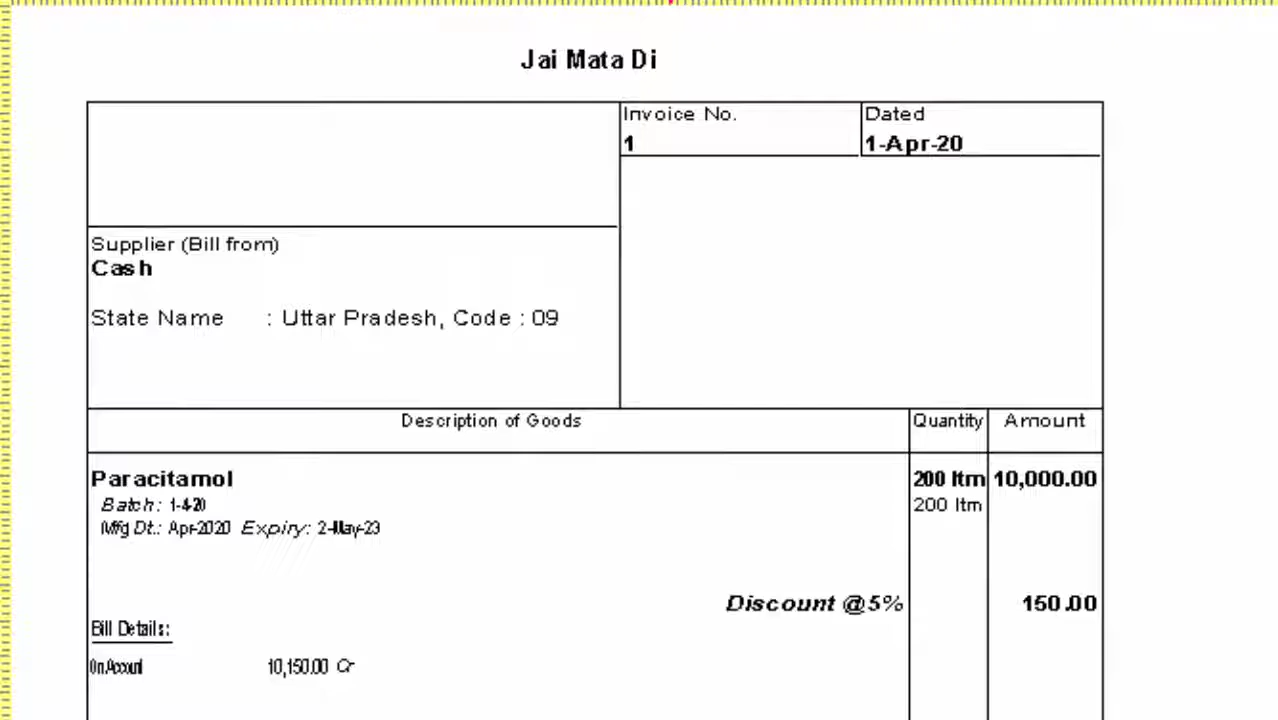 Jai Mata Di
Invoice No.
1
Dated
1-Apr-20
Supplier (Bill from)
Cash
State Name : Uttar Pradesh, Code : 09
Description of Goods Quantity Amount
Paracitamol 200 Itm 10,000.00
Batch : 1-4-20 200 Itm
Mfg Dt.: Apr-2020 Expiry: 2-May-23
Discount @5% 150.00
Bill Details:
On Account 10,150.00 Cr